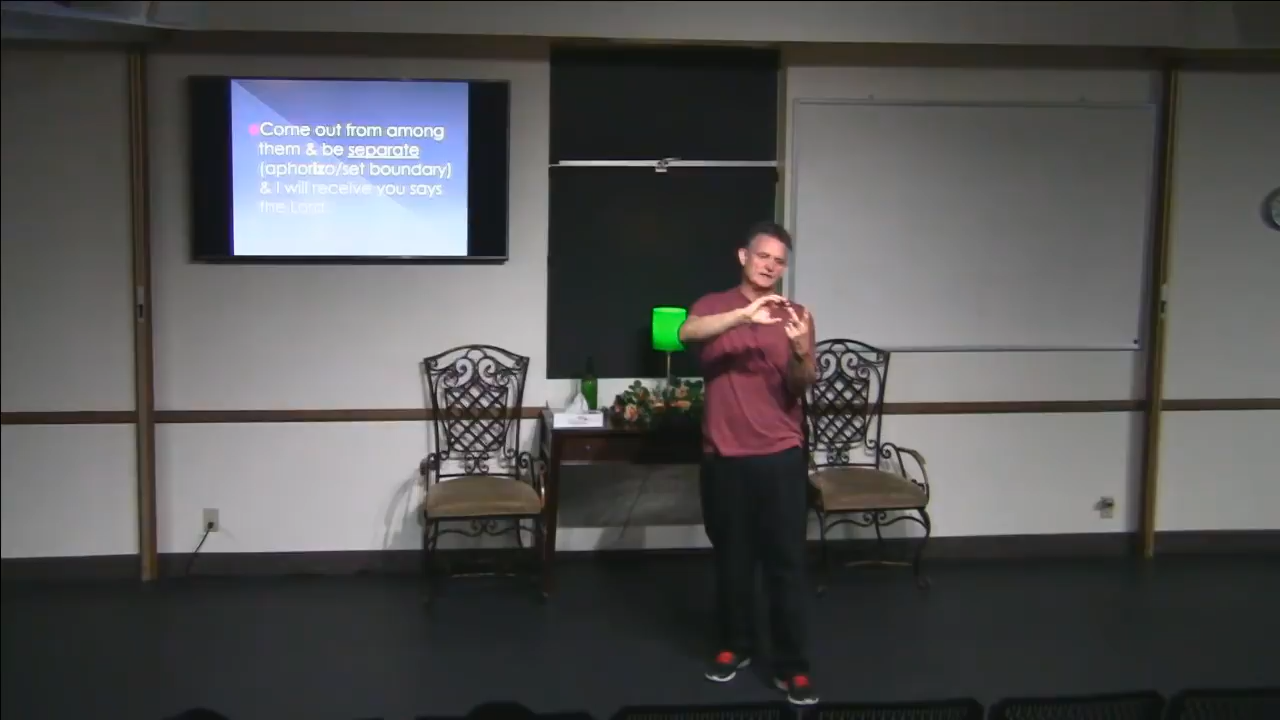 Come out from among
them & be separate
(aphorizo/set boundary)
& I will receive you says
the Lord